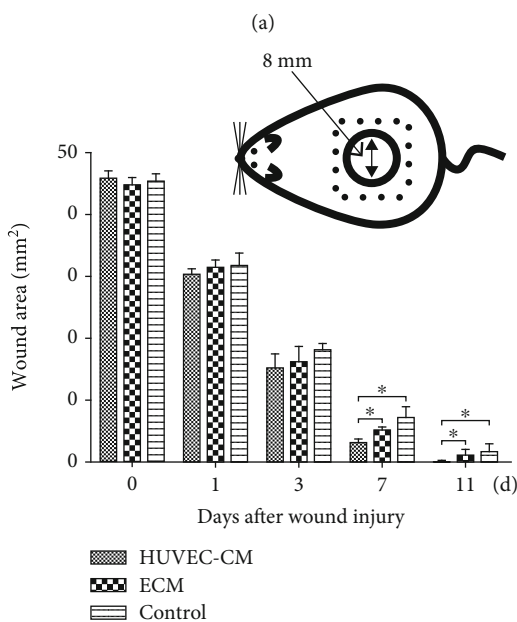 (a)
8 mm
50
0
0
0
0
0
Wound area (mm²)
* * * *
0 1 3 7 11 (d)
Days after wound injury
HUVEC-CM
ECM
Control